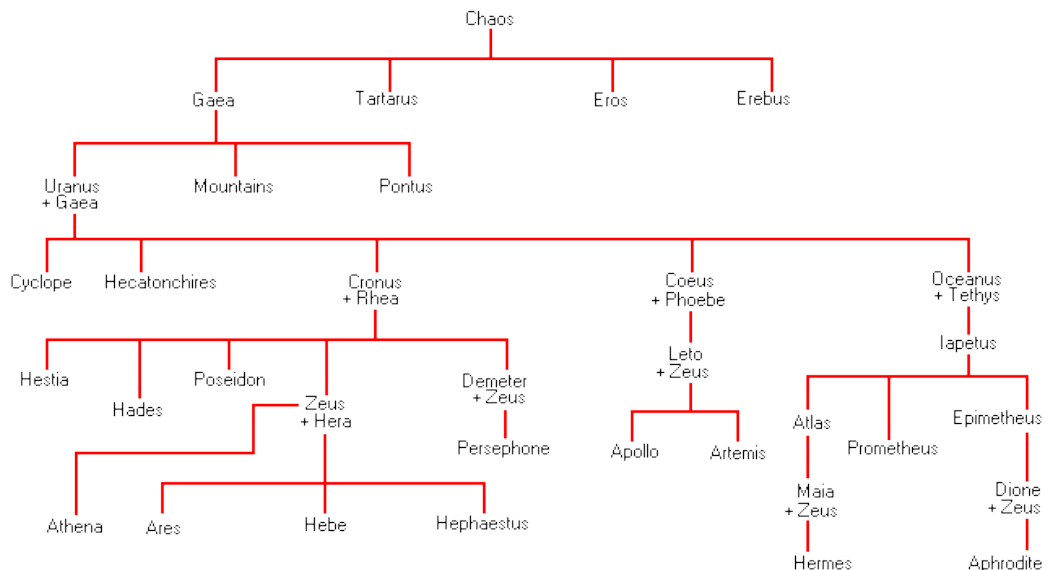 Chaos
Gaea
Tartarus
Eros
Erebus
Uranus
+ Gaea
Mountains
Pontus
Cyclope
Hecatonchires
Cronus
+ Rhea
Coeus
+ Phoebe
Oceanus
+ Tethys
Hestia
Hades
Poseidon
Zeus
+ Hera
Demeter
+ Zeus
Persephone
Leto
+ Zeus
Apollo
Artemis
Iapetus
Atlas
Prometheus
Epimetheus
Maia
+ Zeus
Dione
+ Zeus
Athena
Ares
Hebe
Hephaestus
Hermes
Aphrodite